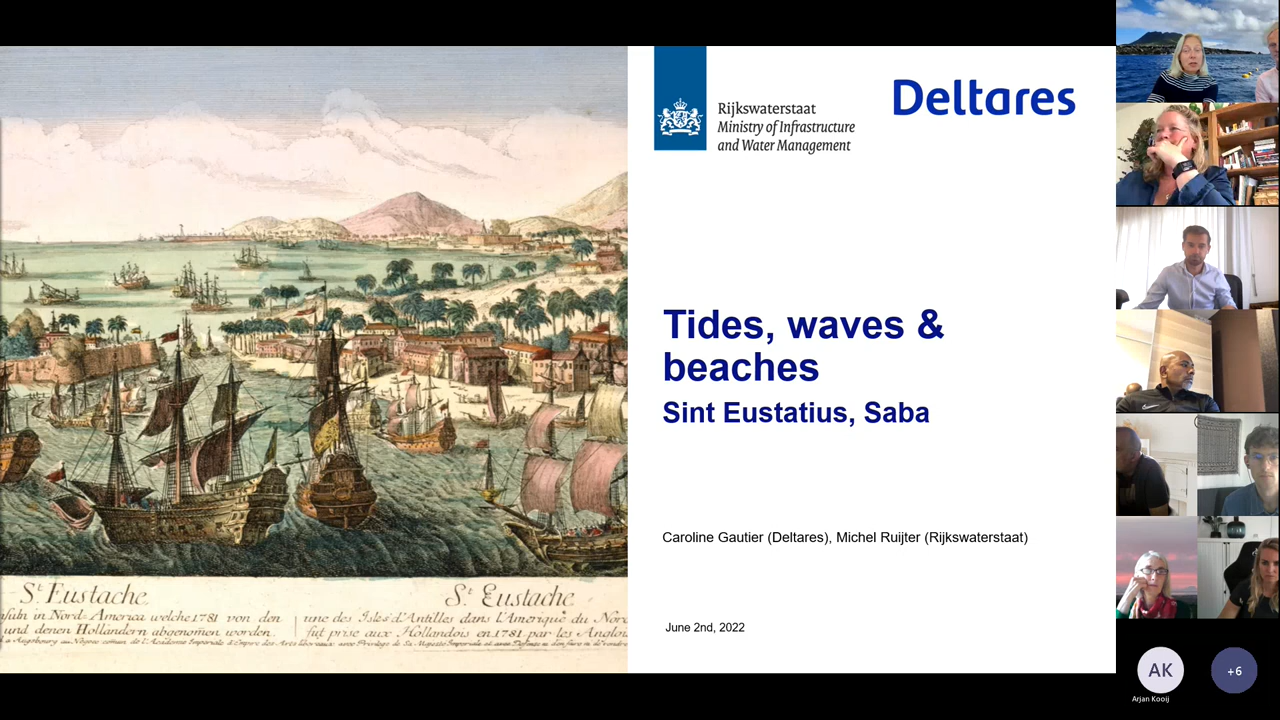 Rijkswaterstaat
Ministry of Infrastructure
and Water Management
Deltares
Tides, waves &
beaches
Sint Eustatius, Saba
Caroline Gautier (Deltares), Michel Ruijter (Rijkswaterstaat)
June 2nd, 2022
St. Eustache,
St. Eustache
in Nord-America welche 1781 von den
une des Isles d'Antilles dans l'Amerique du Nord
und denen Hollandern abgenomen worden.
fut prise aux Hollandois en 1781 par les
AK
+6
Arjan Kooij